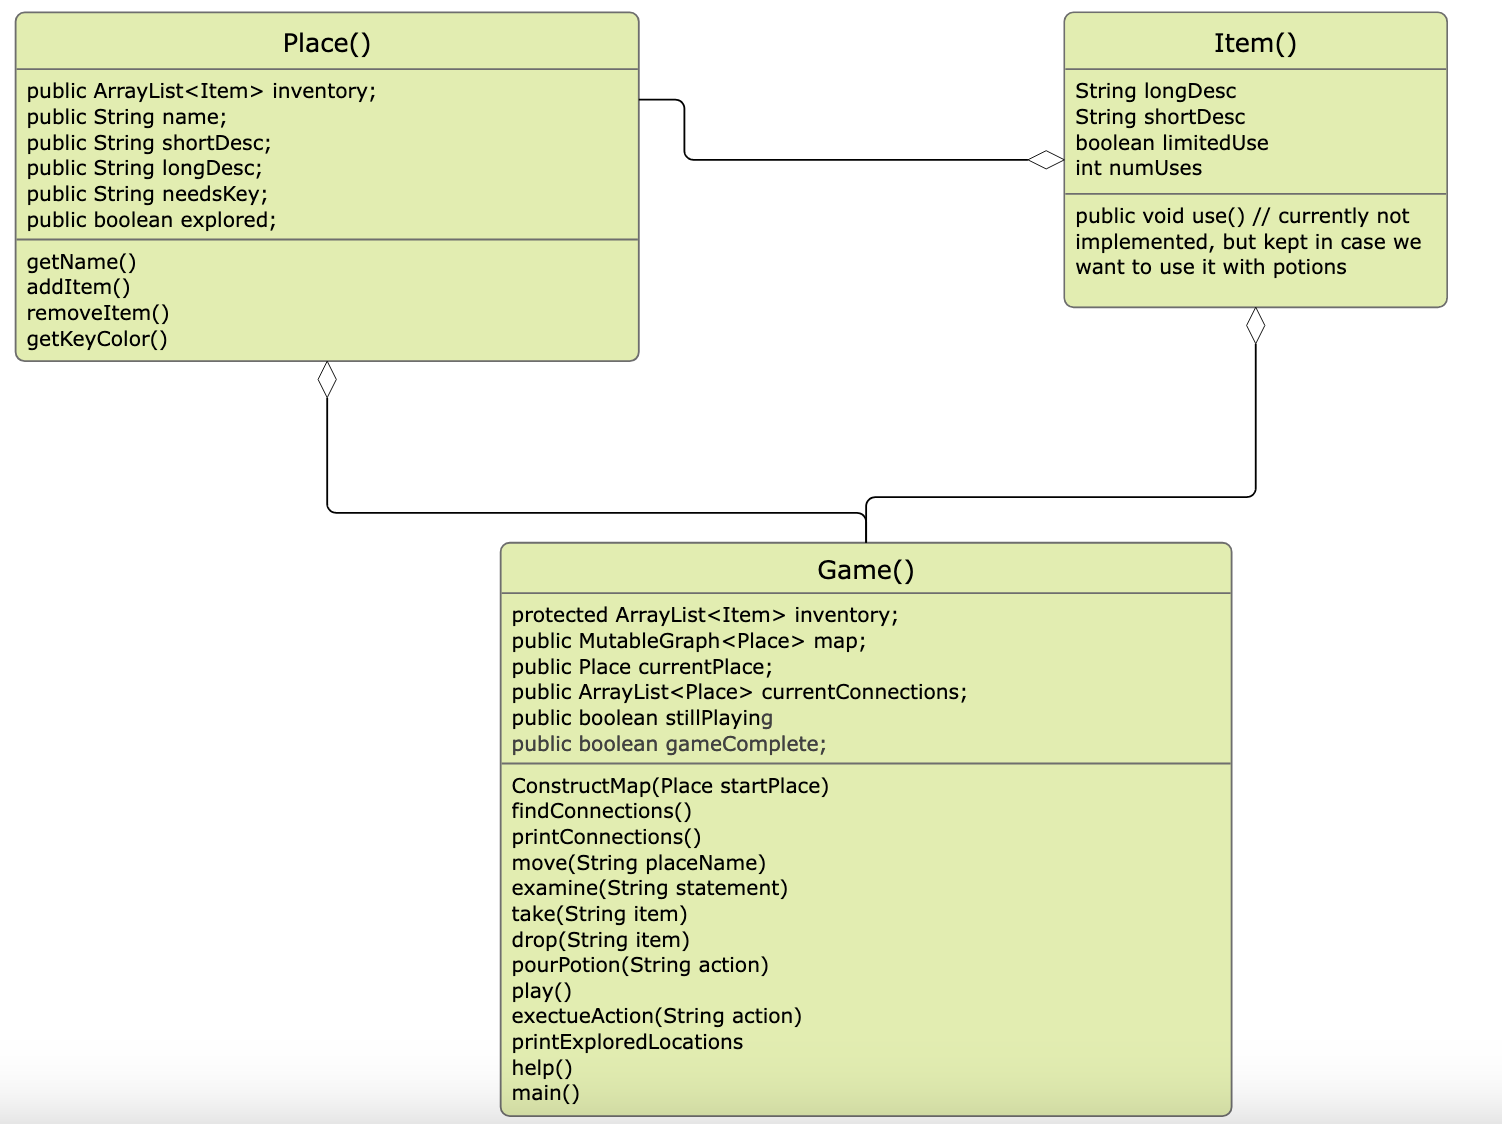 Place()
public ArrayList<Item> inventory;
public String name;
public String shortDesc;
public String longDesc;
public String needsKey;
public boolean explored;
getName()
addItem()
removeItem()
getKeyColor()
Item()
String longDesc
String shortDesc
boolean limitedUse
int numUses
public void use() // currently not
implemented, but kept in case we
want to use it with potions
Game()
protected ArrayList<Item> inventory;
public MutableGraph<Place> map;
public Place currentPlace;
public ArrayList<Place> currentConnections;
public boolean stillPlaying
public boolean gameComplete;
ConstructMap(Place startPlace)
findConnections()
printConnections()
move(String placeName)
examine(String statement)
take(String item)
drop(String item)
pourPotion(String action)
play()
exectueAction(String action)
printExploredLocations
help()
main()